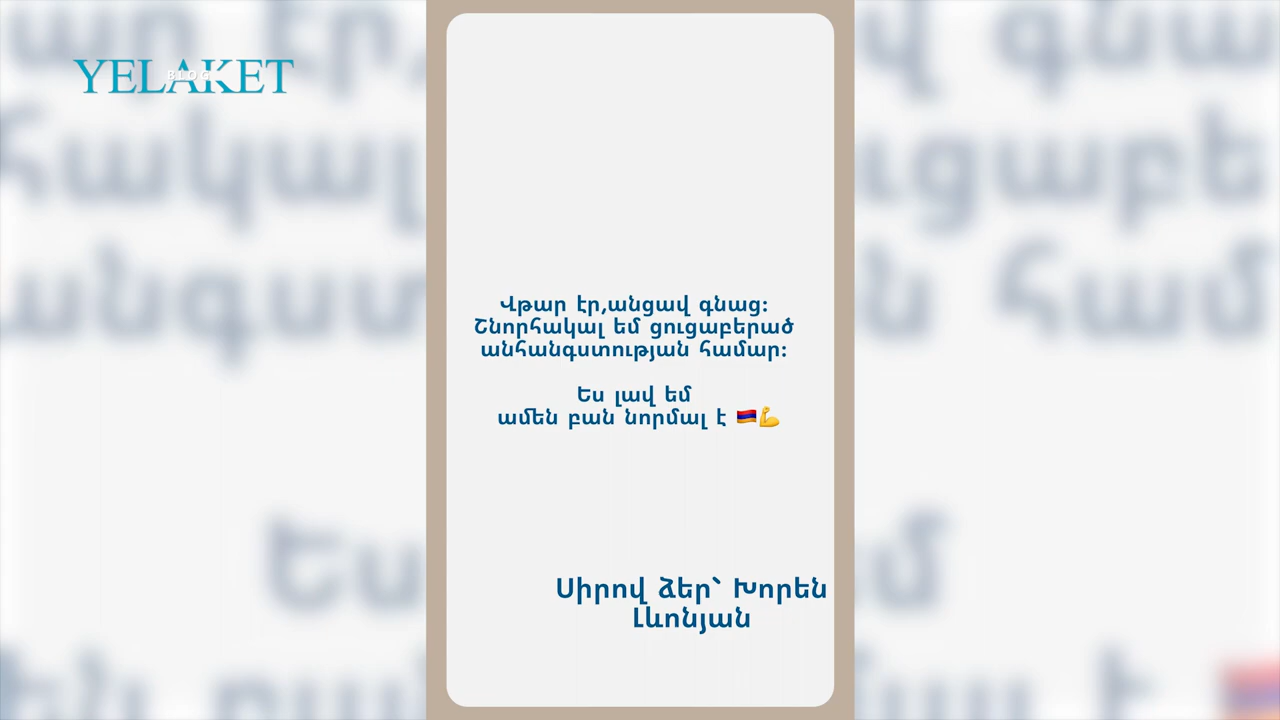 YELAKET
BLOG
Վթար էր,անցավ գնաց։
Շնորհակալ եմ ցուցաբերած
անհանգստության համար։
Ես լավ եմ
ամեն բան նորմալ է 🇦🇲💪
Սիրով ձեր՝ Խորեն
Լևոնյան